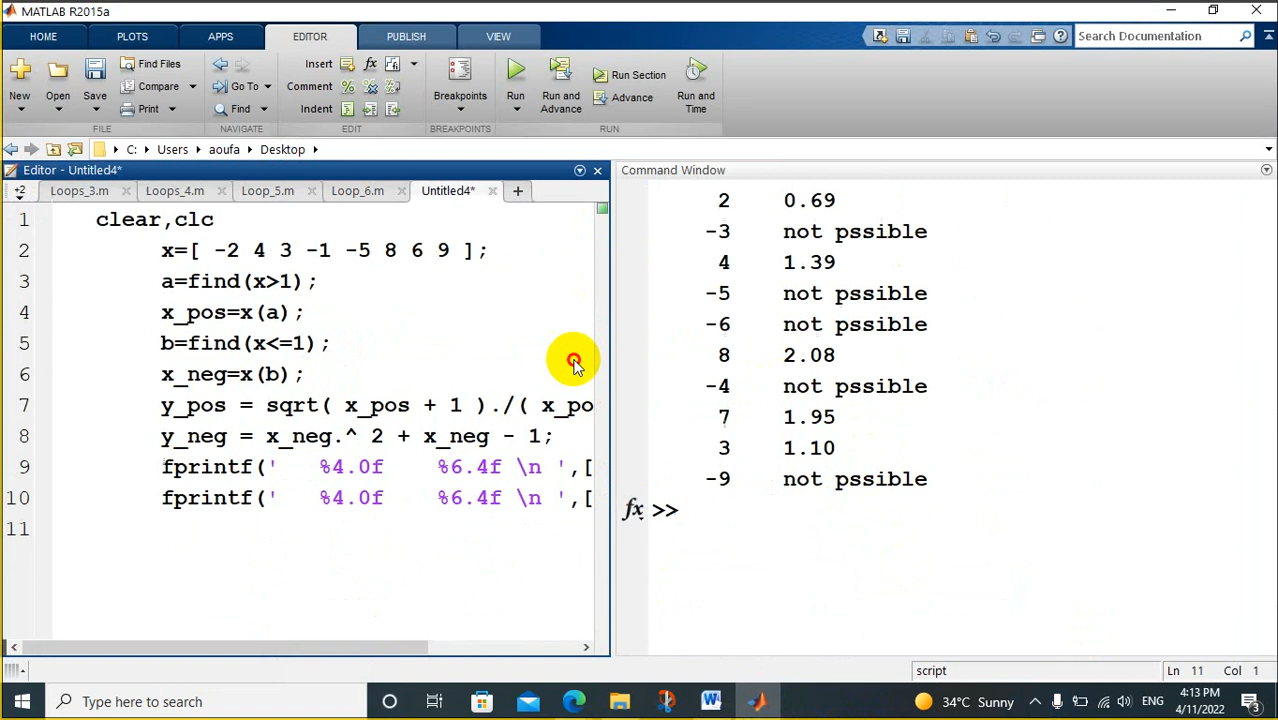 MATLAB R2015a
HOME PLOTS APPS EDITOR PUBLISH VIEW Search Documentation
New Open Save Find Files Compare Print Go To Find Insert fx Comment Indent Breakpoints Run Run and Advance Run Section Advance Run and Time
FILE NAVIGATE EDIT BREAKPOINTS RUN
C: Users aoufa Desktop
Editor - Untitled4* Command Window
+2 Loops_3.m Loops_4.m Loop_5.m Loop_6.m Untitled4* +
1 clear,clc
2 x=[ -2 4 3 -1 -5 8 6 9 ];
3 a=find(x>1);
4 x_pos=x(a);
5 b=find(x<=1);
6 x_neg=x(b);
7 y_pos = sqrt( x_pos + 1 )./( x_po
8 y_neg = x_neg.^ 2 + x_neg - 1;
9 fprintf(' %4.0f %6.4f \n ',[
10 fprintf(' %4.0f %6.4f \n ',[
11
2 0.69
-3 not pssible
4 1.39
-5 not pssible
-6 not pssible
8 2.08
-4 not pssible
7 1.95
3 1.10
-9 not pssible
fx >>
script Ln 11 Col 1
Type here to search 34°C Sunny ENG 4:13 PM 4/11/2022 3